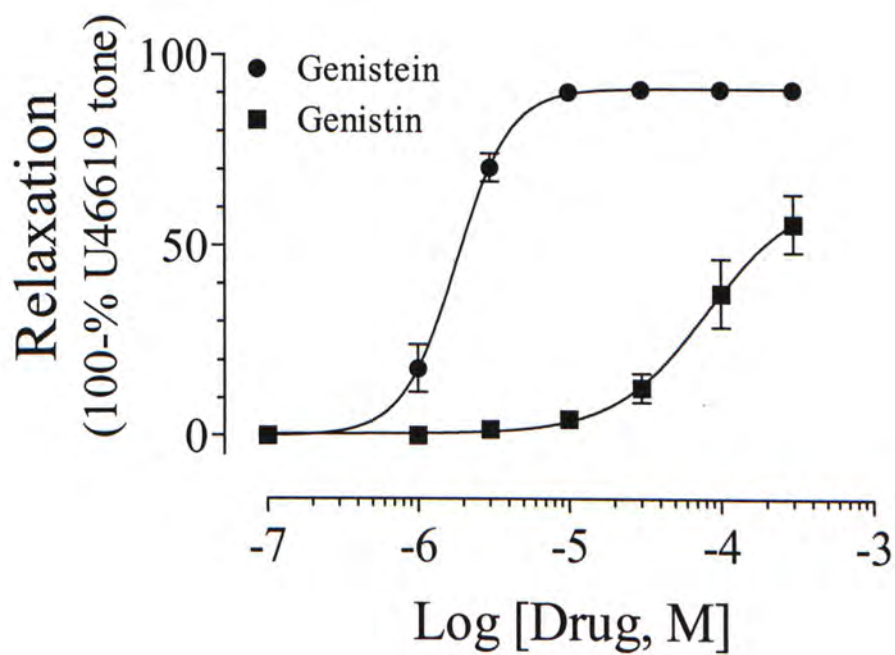 Relaxation
(100-% U46619 tone)
100
50
0
Genistein
Genistin
-7 -6 -5 -4 -3
Log [Drug, M]